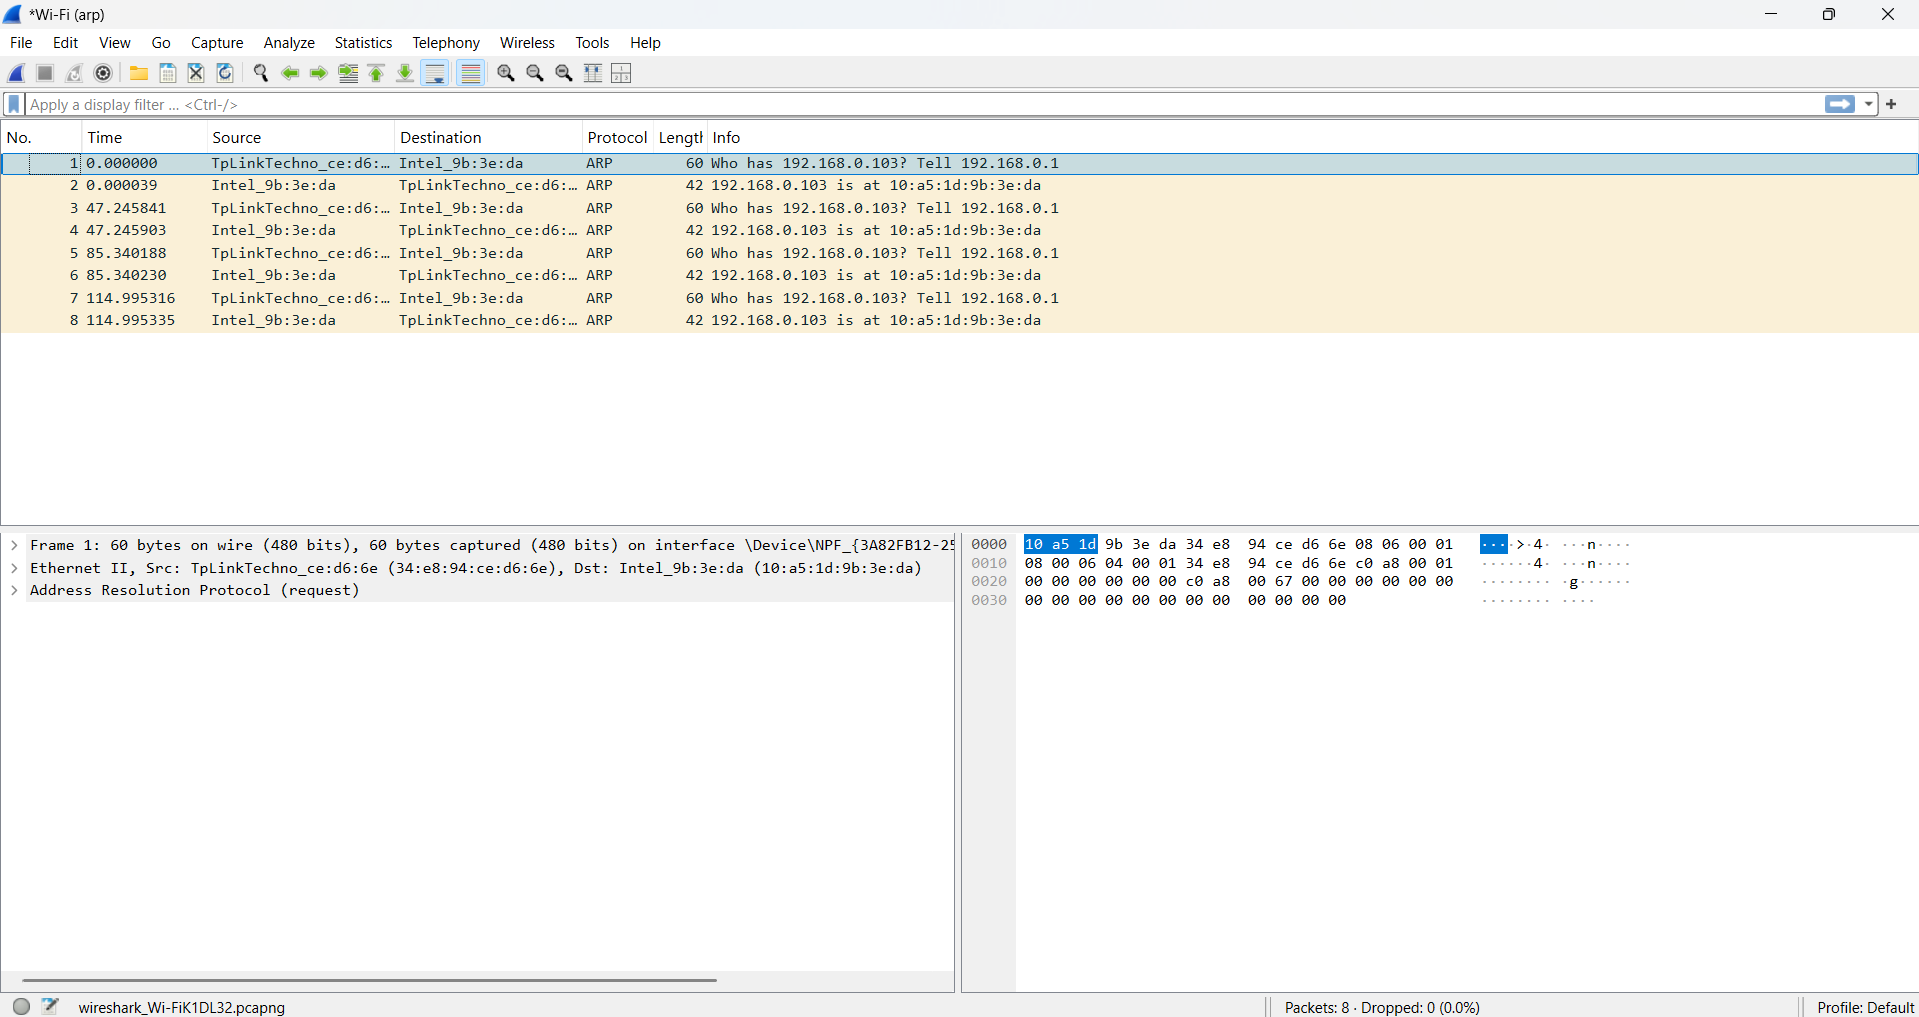 *Wi-Fi (arp)
File Edit View Go Capture Analyze Statistics Telephony Wireless Tools Help
Apply a display filter ... <Ctrl-/>
No. Time Source Destination Protocol Length Info
1 0.000000 TpLinkTechno_ce:d6:… Intel_9b:3e:da ARP 60 Who has 192.168.0.103? Tell 192.168.0.1
2 0.000039 Intel_9b:3e:da TpLinkTechno_ce:d6:… ARP 42 192.168.0.103 is at 10:a5:1d:9b:3e:da
3 47.245841 TpLinkTechno_ce:d6:… Intel_9b:3e:da ARP 60 Who has 192.168.0.103? Tell 192.168.0.1
4 47.245903 Intel_9b:3e:da TpLinkTechno_ce:d6:… ARP 42 192.168.0.103 is at 10:a5:1d:9b:3e:da
5 85.340188 TpLinkTechno_ce:d6:… Intel_9b:3e:da ARP 60 Who has 192.168.0.103? Tell 192.168.0.1
6 85.340230 Intel_9b:3e:da TpLinkTechno_ce:d6:… ARP 42 192.168.0.103 is at 10:a5:1d:9b:3e:da
7 114.995316 TpLinkTechno_ce:d6:… Intel_9b:3e:da ARP 60 Who has 192.168.0.103? Tell 192.168.0.1
8 114.995335 Intel_9b:3e:da TpLinkTechno_ce:d6:… ARP 42 192.168.0.103 is at 10:a5:1d:9b:3e:da
Frame 1: 60 bytes on wire (480 bits), 60 bytes captured (480 bits) on interface \Device\NPF_{3A82FB12-25
Ethernet II, Src: TpLinkTechno_ce:d6:6e (34:e8:94:ce:d6:6e), Dst: Intel_9b:3e:da (10:a5:1d:9b:3e:da)
Address Resolution Protocol (request)
0000 10 a5 1d 9b 3e da 34 e8 94 ce d6 6e 08 06 00 01 ····>·4· ···n····
0010 08 00 06 04 00 01 34 e8 94 ce d6 6e c0 a8 00 01 ······4· ···n····
0020 00 00 00 00 00 00 c0 a8 00 67 00 00 00 00 00 00 ········ ·g······
0030 00 00 00 00 00 00 00 00 00 00 00 00 ········ ····
wireshark_Wi-FiK1DL32.pcapng Packets: 8 · Dropped: 0 (0.0%) Profile: Default